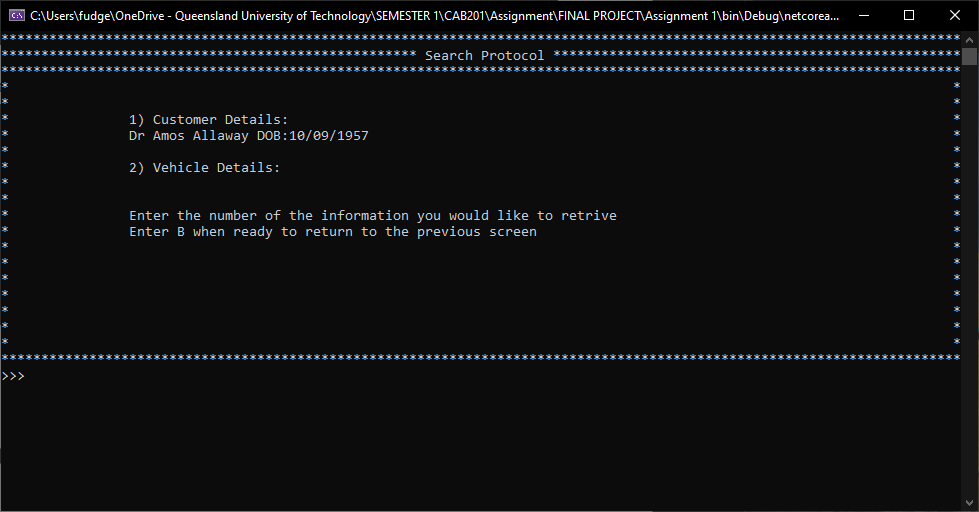 C:\Users\fudge\OneDrive - Queensland University of Technology\SEMESTER 1\CAB201\Assignment\FINAL PROJECT\Assignment 1\bin\Debug\netcorea...
Search Protocol
1) Customer Details:
Dr Amos Allaway DOB:10/09/1957
2) Vehicle Details:
Enter the number of the information you would like to retrive
Enter B when ready to return to the previous screen
>>>